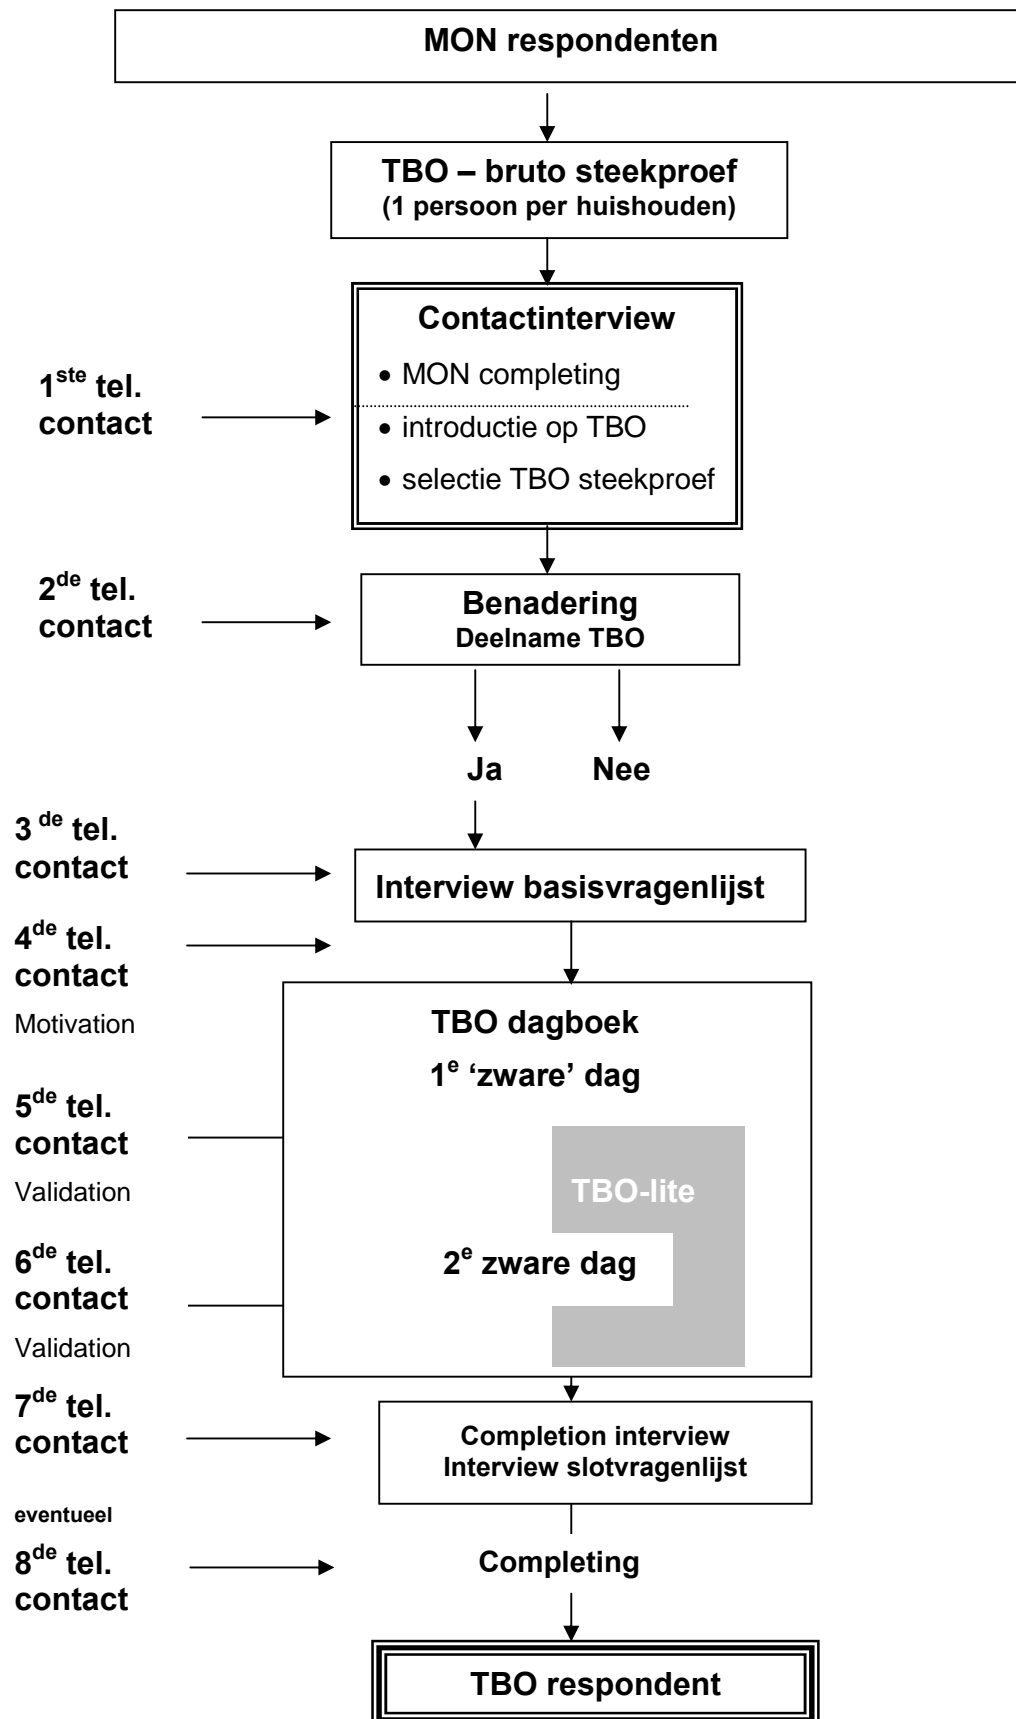 MON respondenten
TBO – bruto steekproef
(1 persoon per huishouden)
Contactinterview
• MON completing
1ste tel.
contact
• introductie op TBO
• selectie TBO steekproef
2de tel.
contact
Benadering
Deelname TBO
Ja
Nee
3 de tel.
contact
Interview basisvragenlijst
4de tel.
contact
Motivation
TBO dagboek
1e ‘zware’ dag
5de tel.
contact
Validation
TBO-lite
2e zware dag
6de tel.
contact
Validation
7de tel.
contact
Completion interview
Interview slotvragenlijst
eventueel
8de tel.
contact
Completing
TBO respondent